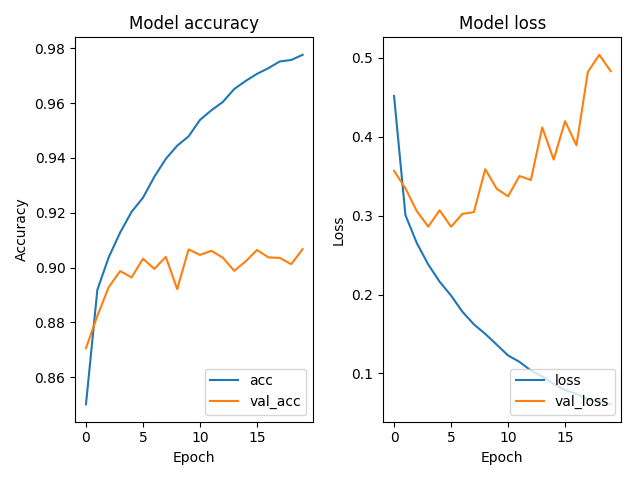 Model accuracy
Accuracy
0.98
0.96
0.94
0.92
0.90
0.88
0.86
0
5
10
15
Epoch
acc
val_acc
Model loss
Loss
0.5
0.4
0.3
0.2
0.1
0
5
10
15
Epoch
loss
val_loss